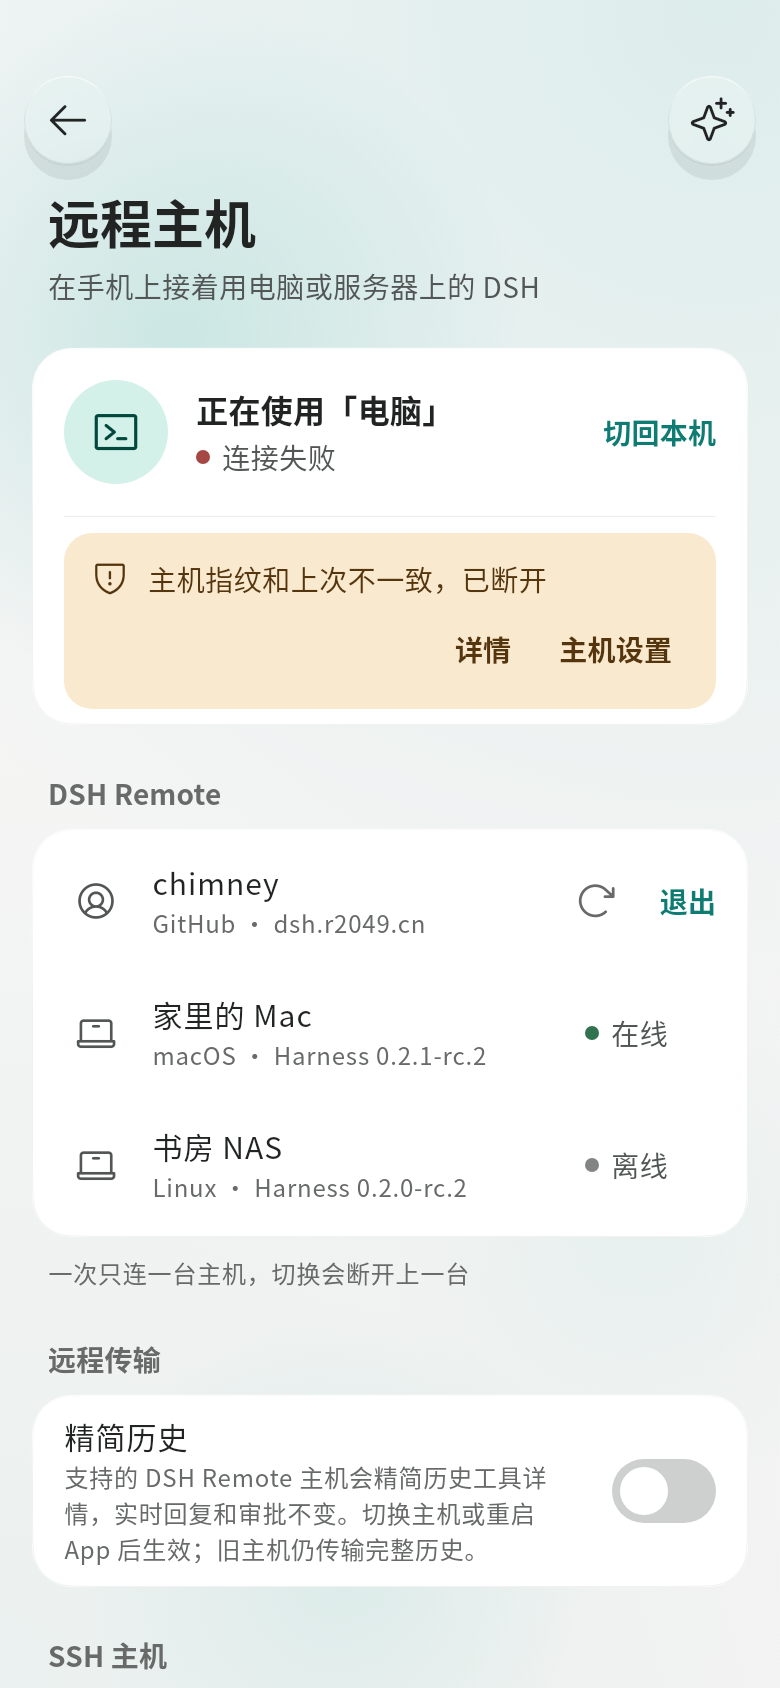 远程主机
在手机上接着用电脑或服务器上的 DSH
正在使用「电脑」
连接失败
切回本机
主机指纹和上次不一致，已断开
详情
主机设置
DSH Remote
chimney
GitHub • dsh.r2049.cn
退出
家里的 Mac
macOS • Harness 0.2.1-rc.2
在线
书房 NAS
Linux • Harness 0.2.0-rc.2
离线
一次只连一台主机，切换会断开上一台
远程传输
精简历史
支持的 DSH Remote 主机会精简历史工具详
情，实时回复和审批不变。切换主机或重启
App 后生效；旧主机仍传输完整历史。
SSH 主机